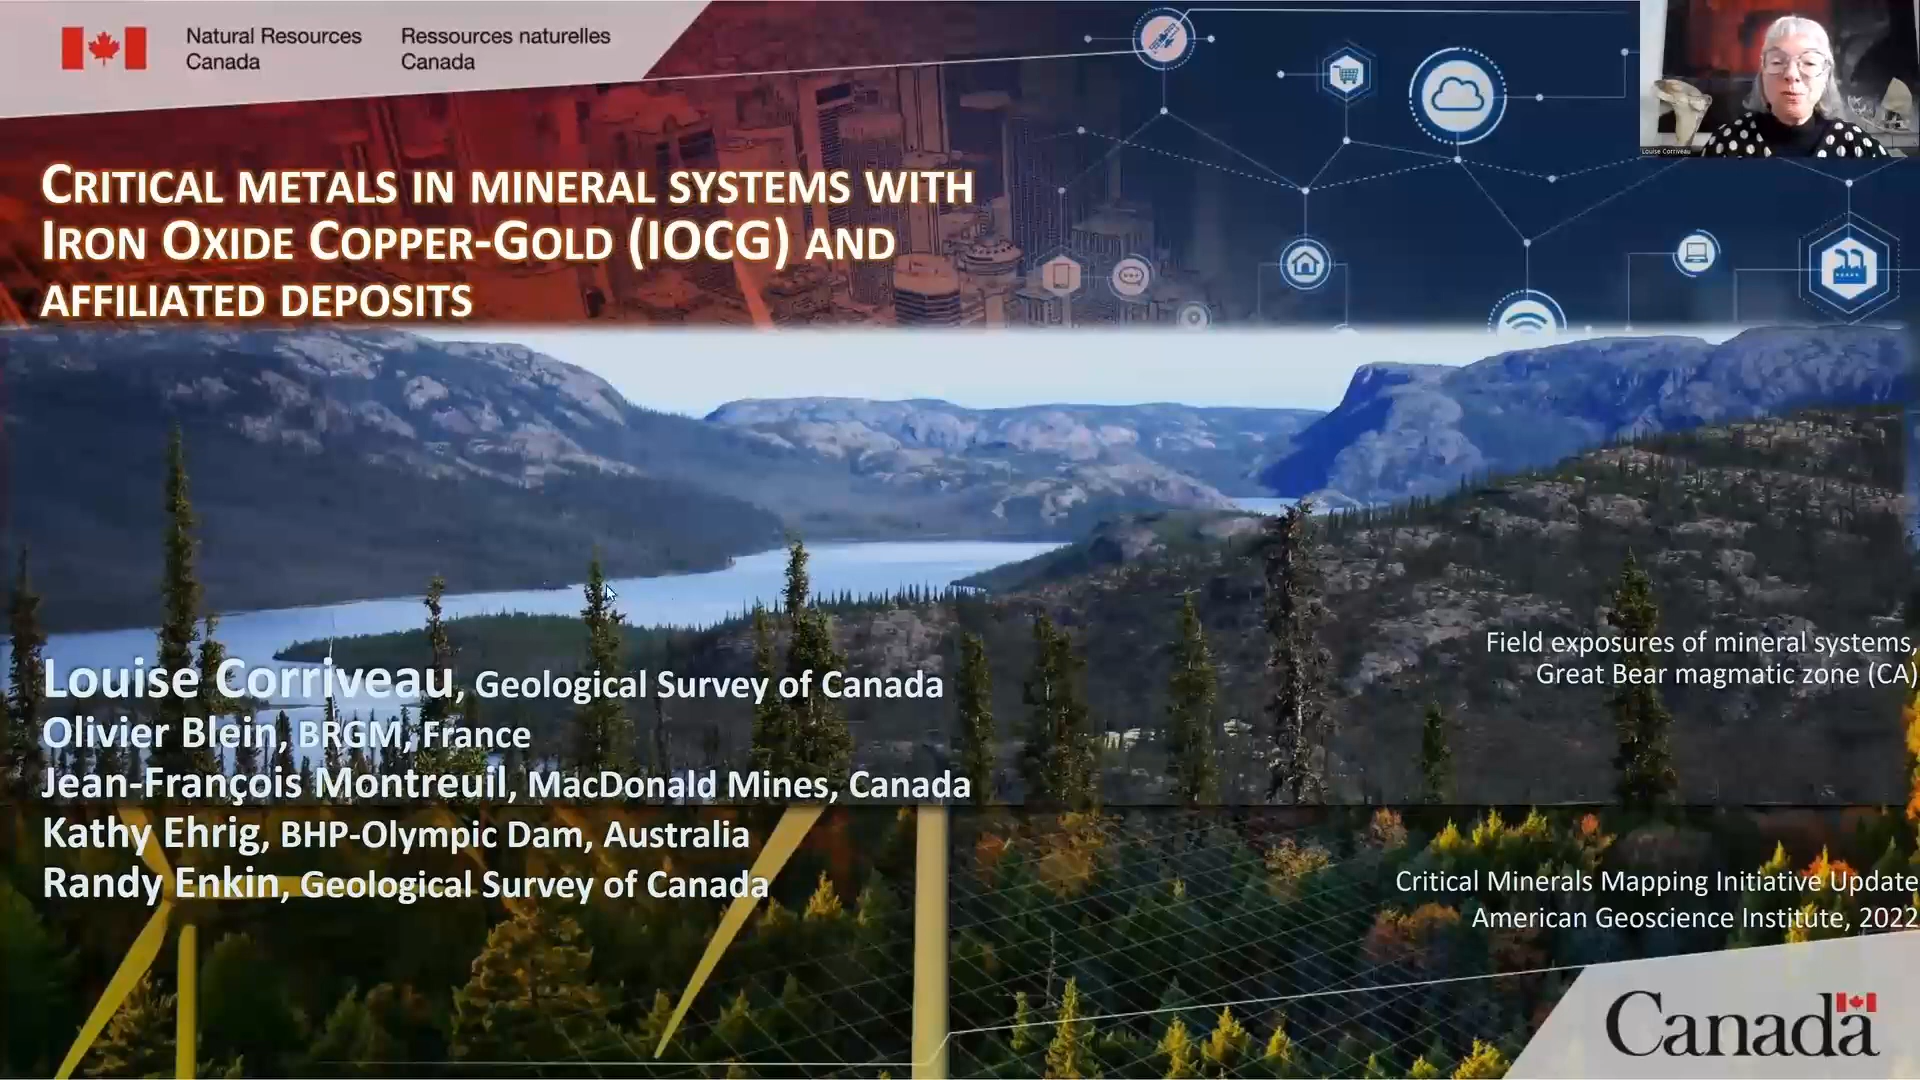 Natural Resources Canada
Ressources naturelles Canada
Louise Corriveau
CRITICAL METALS IN MINERAL SYSTEMS WITH
IRON OXIDE COPPER-GOLD (IOCG) AND
AFFILIATED DEPOSITS
Field exposures of mineral systems,
Great Bear magmatic zone (CA)
Louise Corriveau, Geological Survey of Canada
Olivier Blein, BRGM, France
Jean-François Montreuil, MacDonald Mines, Canada
Kathy Ehrig, BHP-Olympic Dam, Australia
Randy Enkin, Geological Survey of Canada
Critical Minerals Mapping Initiative Update
American Geoscience Institute, 2022
Canada